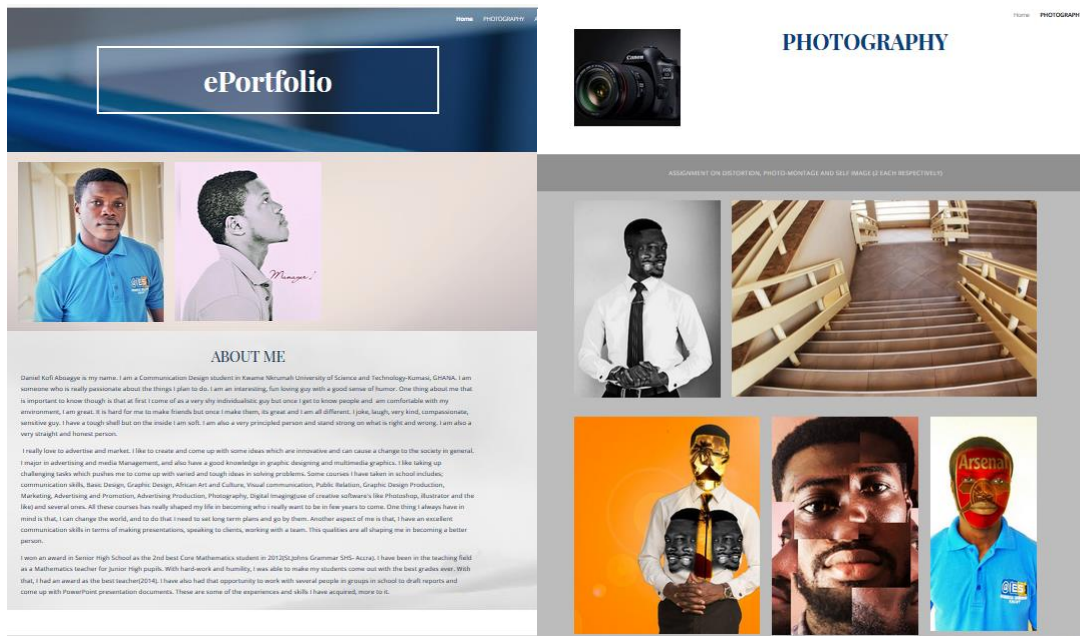 Home PHOTOGRAPHY A
ePortfolio
Manager!
ABOUT ME
Daniel Kofi Aboagye is my name. I am a Communication Design student in Kwame Nkrumah University of Science and Technology-Kumasi, GHANA. I am
someone who is really passionate about the things I plan to do. I am an interesting, fun loving guy with a good sense of humor. One thing about me that
is important to know though is that at first I come of as a very shy individualistic guy but once I get to know people and am comfortable with my
environment, I am great. It is hard for me to make friends but once I make them, its great and I am all different. I joke, laugh, very kind, compassionate,
sensitive guy. I have a tough shell but on the inside I am soft. I am also a very principled person and stand strong on what is right and wrong. I am also a
very straight and honest person.
I really love to advertise and market. I like to create and come up with some ideas which are innovative and can cause a change to the society in general.
I major in advertising and media Management, and also have a good knowledge in graphic designing and multimedia graphics. I like taking up
challenging tasks which pushes me to come up with varied and tough ideas in solving problems. Some courses I have taken in school includes;
communication skills, Basic Design, Graphic Design, African Art and Culture, Visual communication, Public Relation, Graphic Design Production,
Marketing, Advertising and Promotion, Advertising Production, Photography, Digital Imaging(use of creative software's like Photoshop, illustrator and the
like) and several ones. All these courses has really shaped my life in becoming who i really want to be in few years to come. One thing i always have in
mind is that, I can change the world, and to do that I need to set long term plans and go by them. Another aspect of me is that, I have an excellent
communication skills in terms of making presentations, speaking to clients, working with a team. This qualities are all shaping me in becoming a better
person.
I won an award in Senior High School as the 2nd best Core Mathematics student in 2012(St.Johns Grammar SHS- Accra). I have been in the teaching field
as a Mathematics teacher for Junior High pupils. With hard-work and humility, I was able to make my students come out with the best grades ever. With
that, I had an award as the best teacher(2014). I have also had that opportunity to work with several people in groups in school to draft reports and
come up with PowerPoint presentation documents. These are some of the experiences and skills I have acquired, more to it.
Home PHOTOGRAPH
PHOTOGRAPHY
Canon
ASSIGNMENT ON DISTORTION, PHOTO-MONTAGE AND SELF IMAGE (2 EACH RESPECTIVELY)
Arsenal